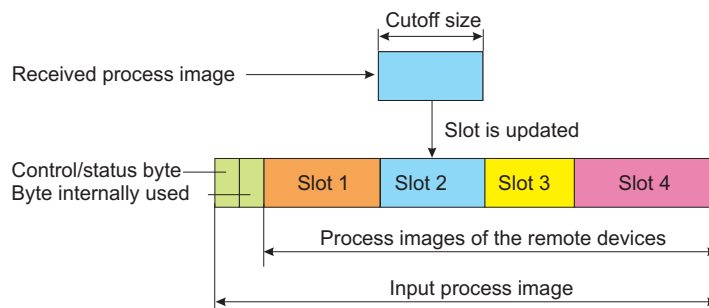 Cutoff size
Received process image
Slot is updated
Control/status byte
Byte internally used
Slot 1
Slot 2
Slot 3
Slot 4
Process images of the remote devices
Input process image